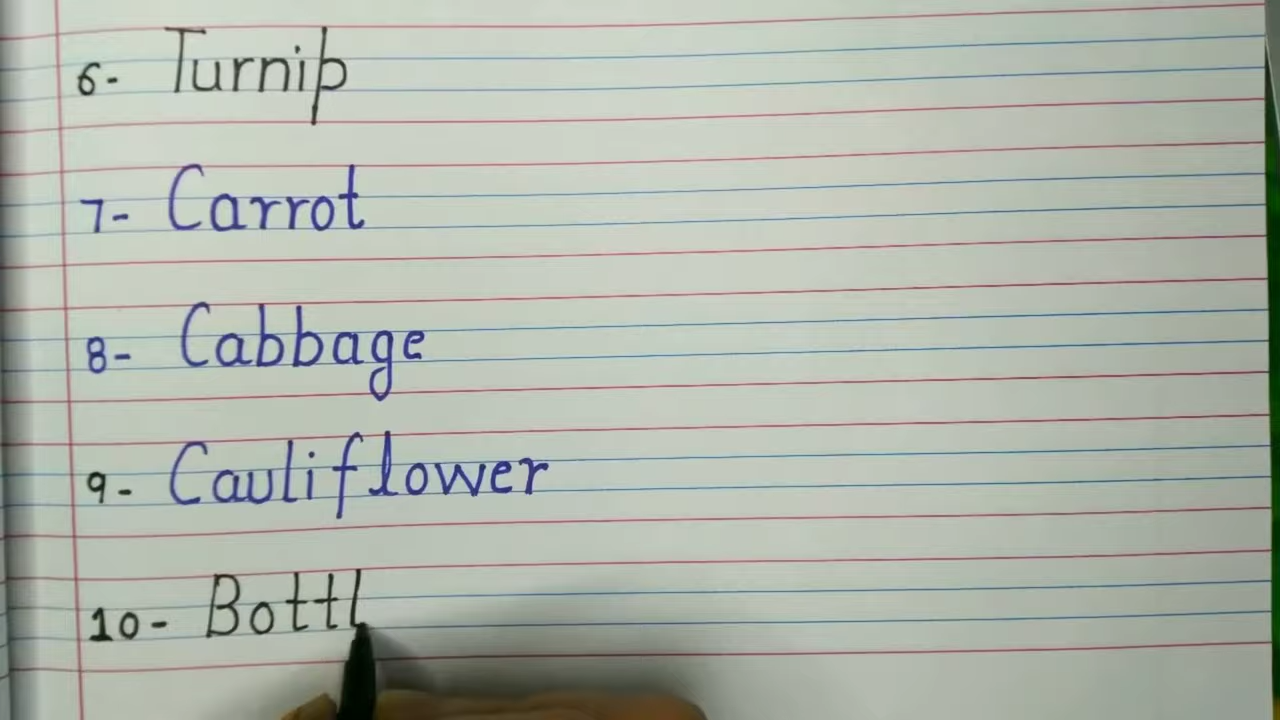 6- Turnip
7- Carrot
8- Cabbage
9- Cauliflower
10- Bottl